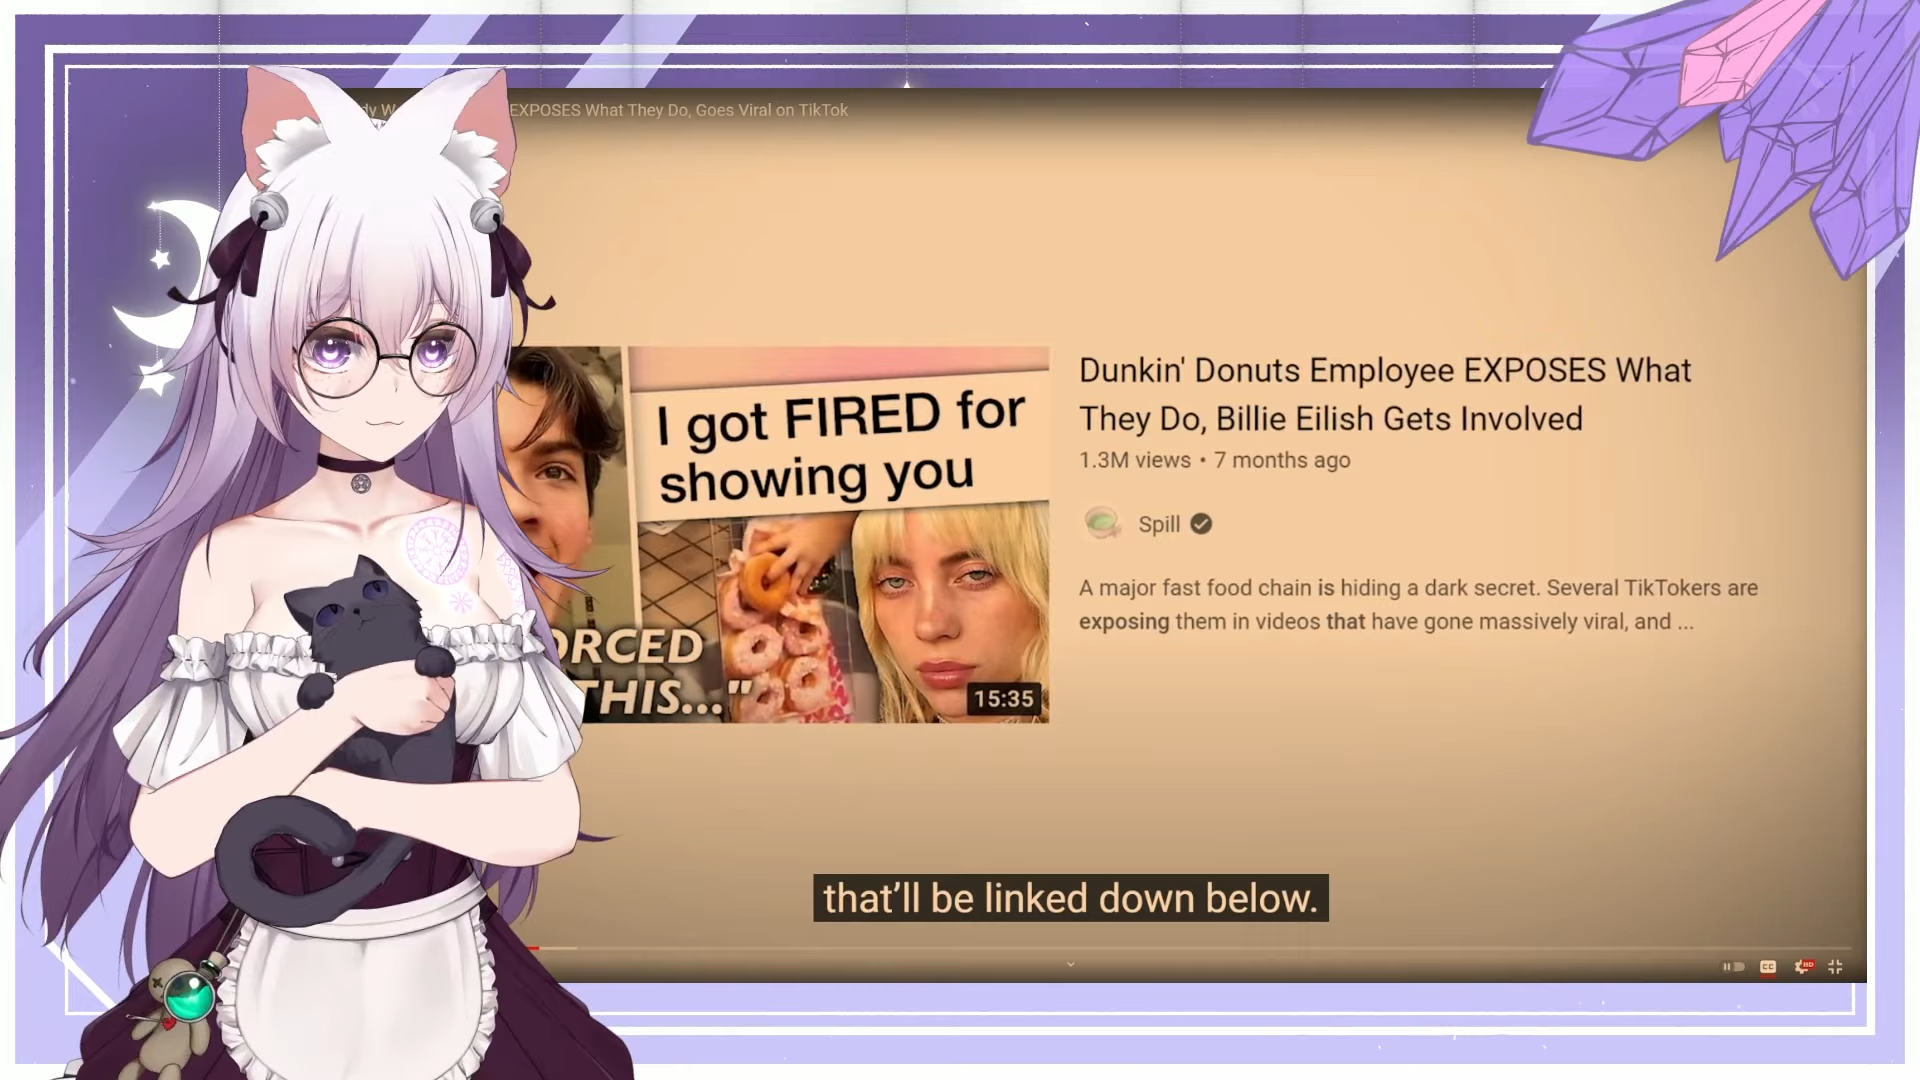 EXPOSES What They Do, Goes Viral on TikTok
I got FIRED for
showing you
THIS..."
15:35
Dunkin' Donuts Employee EXPOSES What
They Do, Billie Eilish Gets Involved
1.3M views • 7 months ago
Spill
A major fast food chain is hiding a dark secret. Several TikTokers are
exposing them in videos that have gone massively viral, and ...
that'll be linked down below.
CC
HD